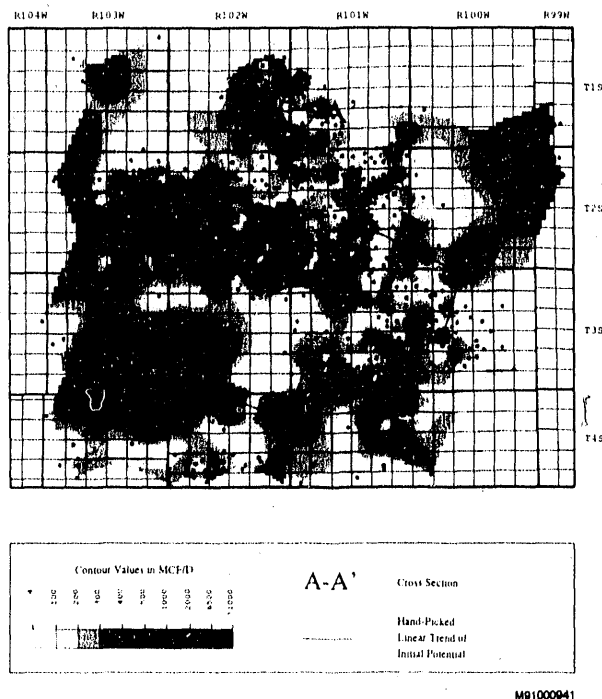 R104W R103W R102W R101W R100W R99W
T1S
T2S
T3S
T4S
Contour Values in MCF/D
A-A' Cross Section
Hand-Picked
Linear Trend of
Initial Potential
M91000941